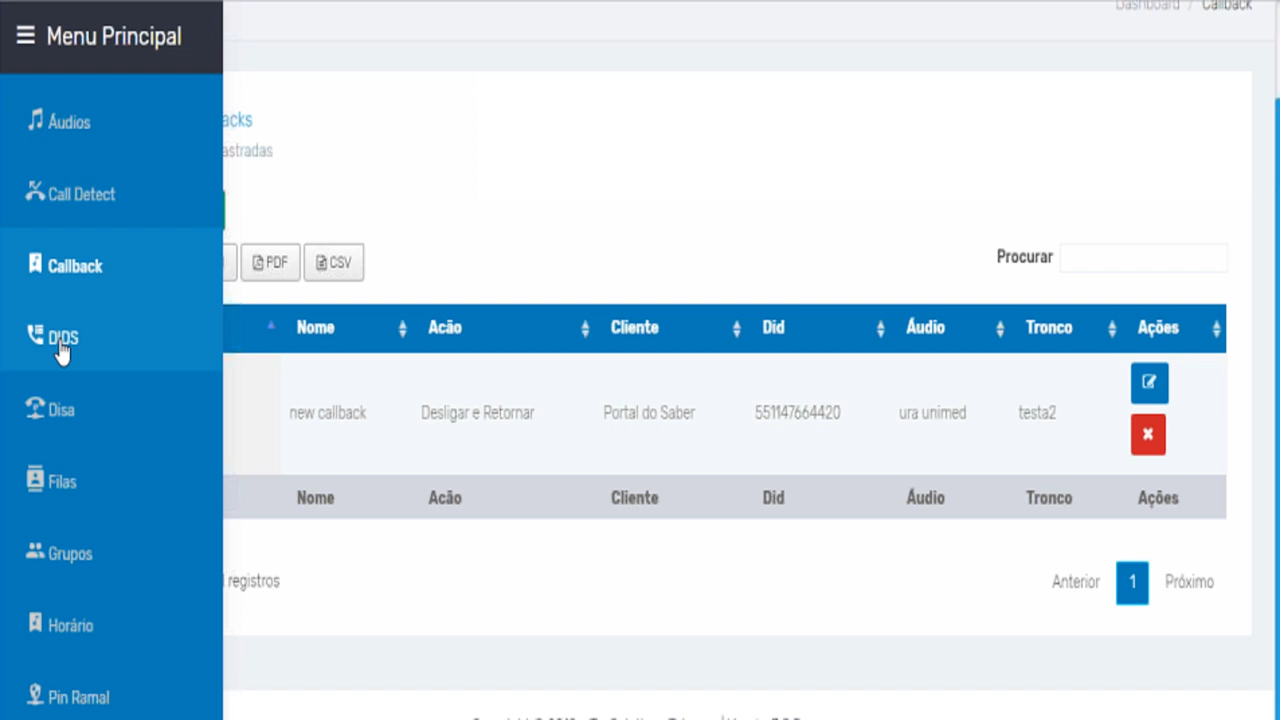 Dashboard / Callback
Menu Principal
Áudios
Call Detect
Callback
DIDS
Disa
Filas
Grupos
Horário
Pin Ramal
acks
astradas
PDF
CSV
Procurar
Nome Acão Cliente Did Áudio Tronco Ações
new callback Desligar e Retornar Portal do Saber 551147664420 ura unimed testa2
Nome Acão Cliente Did Áudio Tronco Ações
registros
Anterior 1 Próximo